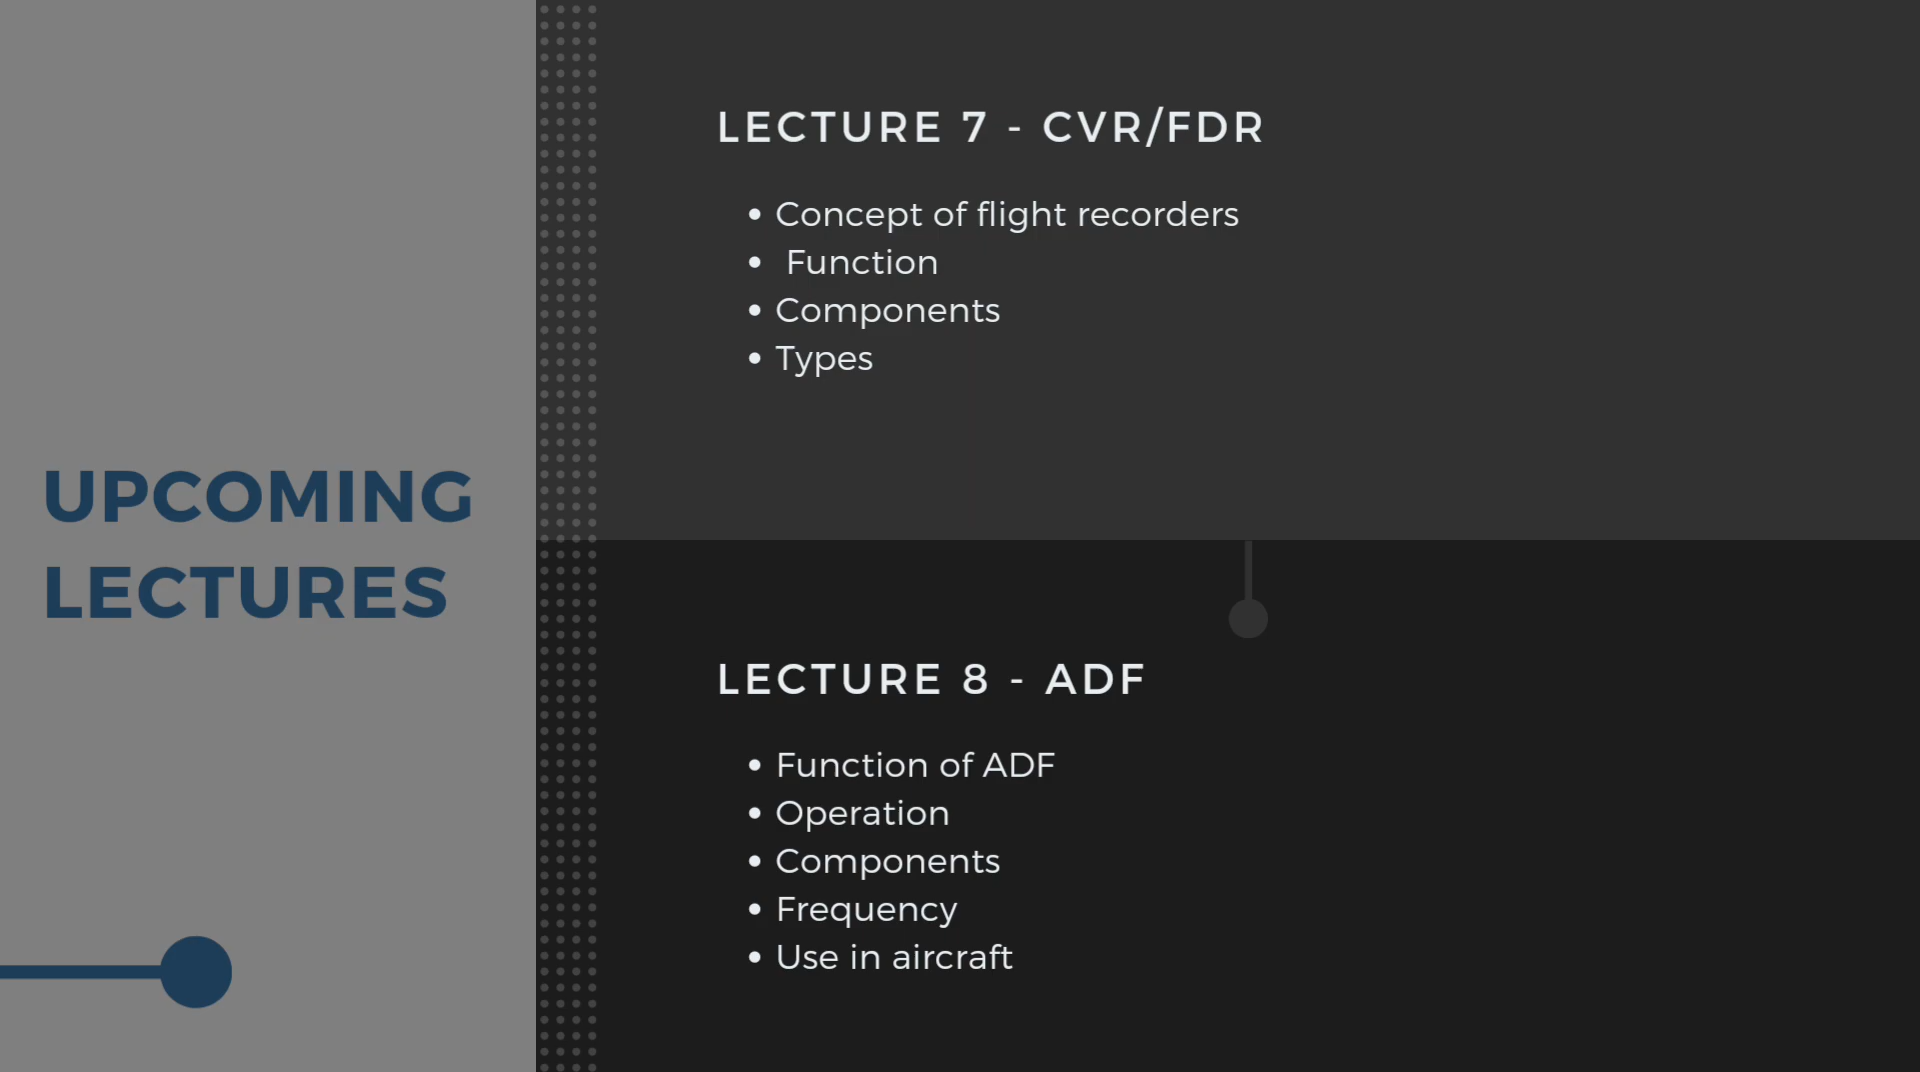 UPCOMING
LECTURES
LECTURE 7 - CVR/FDR
• Concept of flight recorders
• Function
• Components
• Types
LECTURE 8 - ADF
• Function of ADF
• Operation
• Components
• Frequency
• Use in aircraft